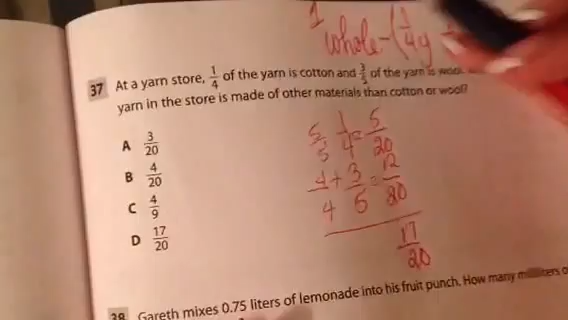 1 whole - ( 1/4 y
37 At a yarn store, 1/4 of the yarn is cotton and 3/5 of the yarn is wool.
yarn in the store is made of other materials than cotton or wool?
A 3/20
B 4/20
C 4/9
D 17/20
5/5 1/4 = 5/20
4/4 + 3/5 = 12/20
17/20
38 Gareth mixes 0.75 liters of lemonade into his fruit punch. How many milliliters o